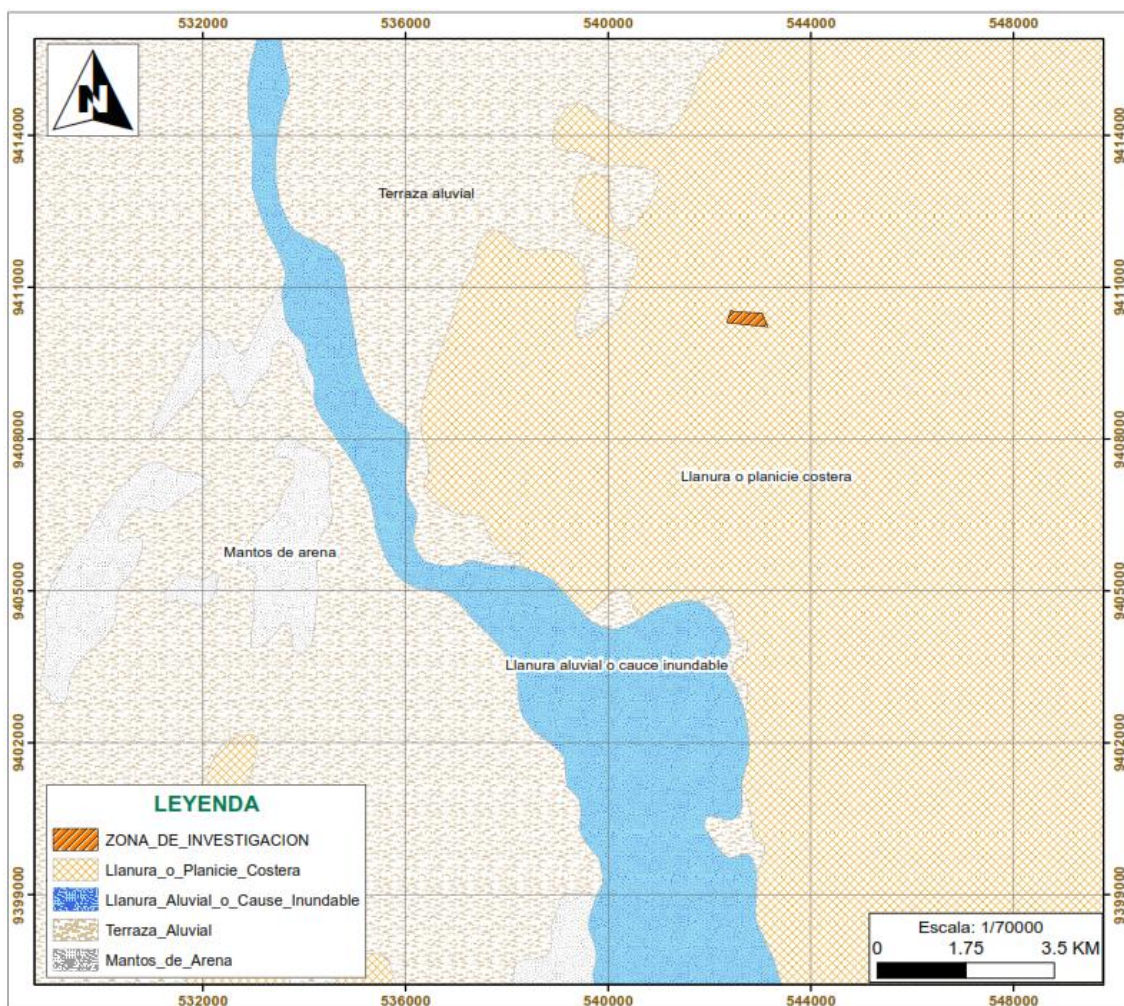 532000
536000
540000
544000
548000
N
9414000
9414000
Terraza aluvial
9411000
9411000
9408000
9408000
Llanura o planicie costera
Mantos de arena
9405000
9405000
Llanura aluvial o cauce inundable
9402000
9402000
LEYENDA
ZONA_DE_INVESTIGACION
Llanura_o_Planicie_Costera
Llanura_Aluvial_o_Cause_Inundable
Terraza_Aluvial
Mantos_de_Arena
9399000
9399000
Escala: 1/70000
0 1.75 3.5 KM
532000
536000
540000
544000
548000